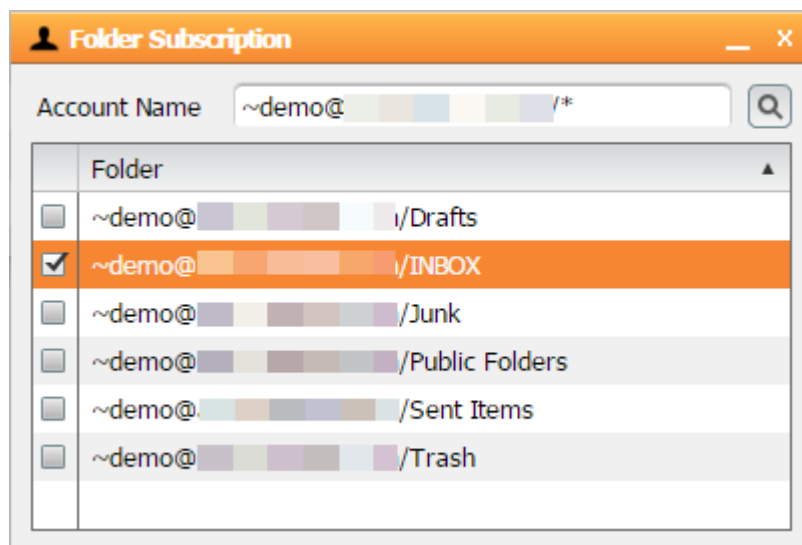 Folder Subscription
Account Name ~demo@ /*
Folder
~demo@ /Drafts
~demo@ /INBOX
~demo@ /Junk
~demo@ /Public Folders
~demo@ /Sent Items
~demo@ /Trash